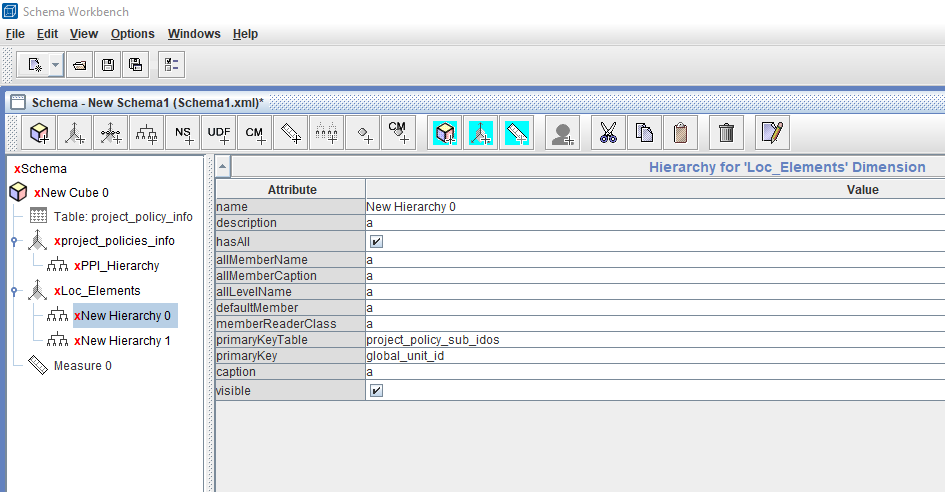 Schema Workbench
File Edit View Options Windows Help
Schema - New Schema1 (Schema1.xml)*
NS UDF CM CM
xSchema
xNew Cube 0
Table: project_policy_info
xproject_policies_info
xPPI_Hierarchy
xLoc_Elements
xNew Hierarchy 0
xNew Hierarchy 1
Measure 0
Hierarchy for 'Loc_Elements' Dimension
Attribute Value
name New Hierarchy 0
description a
hasAll
allMemberName a
allMemberCaption a
allLevelName a
defaultMember a
memberReaderClass a
primaryKeyTable project_policy_sub_idos
primaryKey global_unit_id
caption a
visible